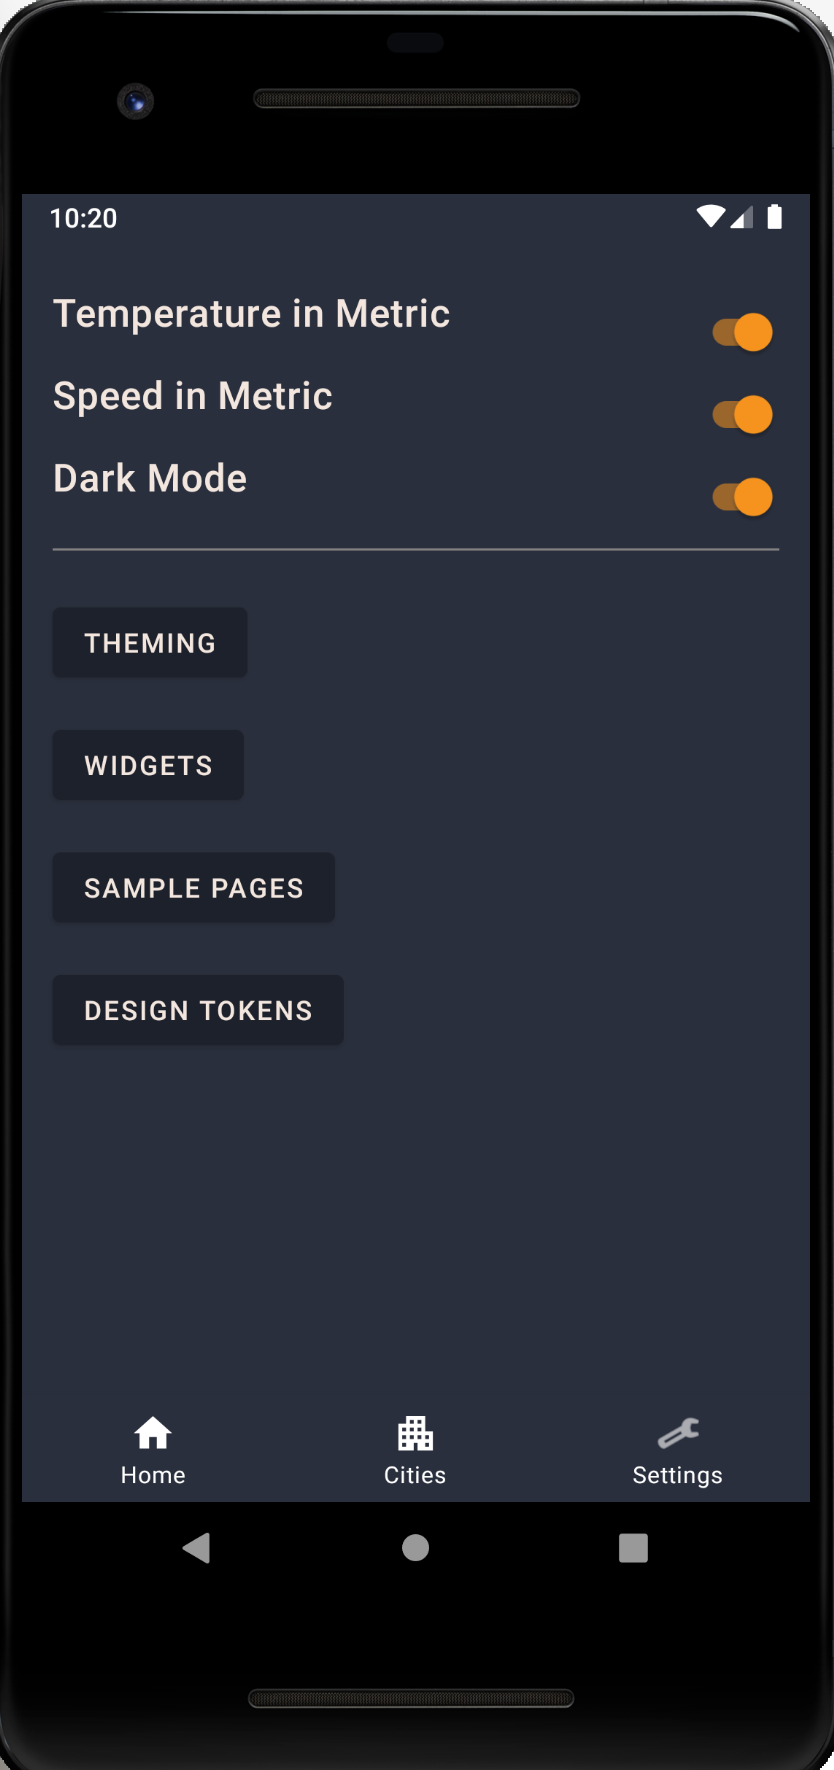 10:20
Temperature in Metric
Speed in Metric
Dark Mode
THEMING
WIDGETS
SAMPLE PAGES
DESIGN TOKENS
Home
Cities
Settings